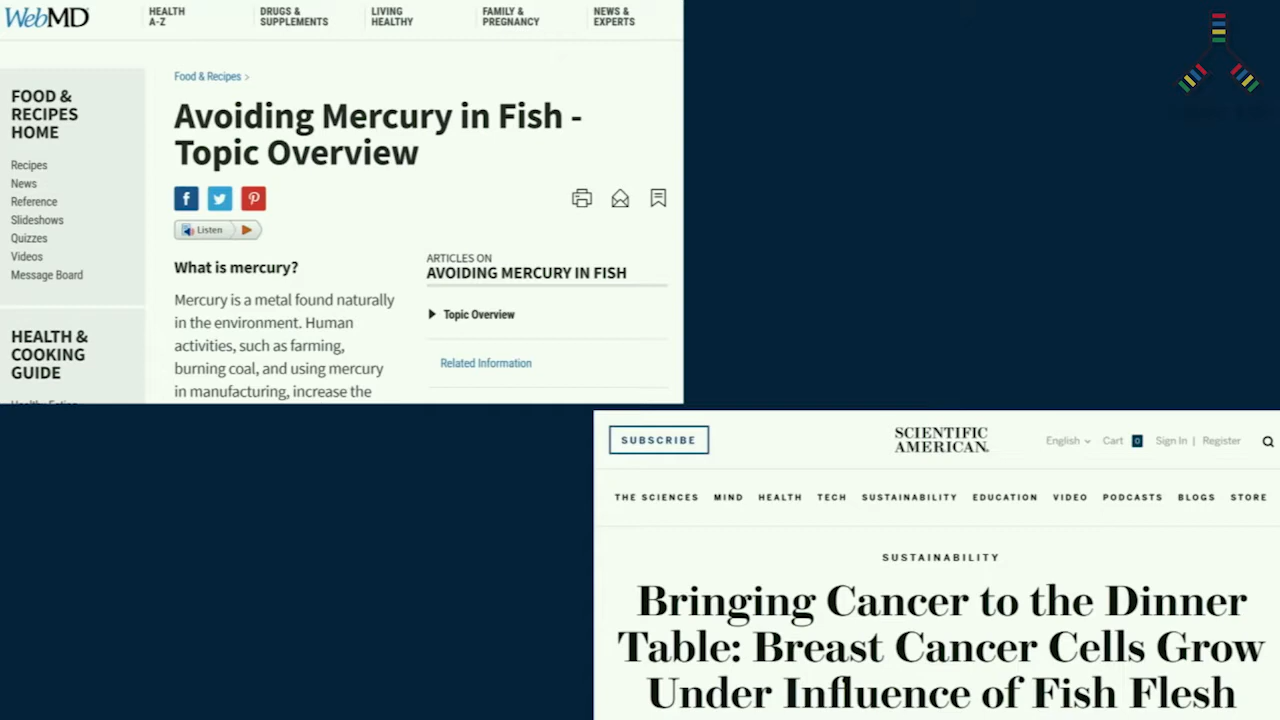 WebMD
HEALTH
A-Z
DRUGS &
SUPPLEMENTS
LIVING
HEALTHY
FAMILY &
PREGNANCY
NEWS &
EXPERTS
FOOD &
RECIPES
HOME
Recipes
News
Reference
Slideshows
Quizzes
Videos
Message Board
HEALTH &
COOKING
GUIDE
Healthy Eating
Food & Recipes >
Avoiding Mercury in Fish -
Topic Overview
Listen
What is mercury?
Mercury is a metal found naturally
in the environment. Human
activities, such as farming,
burning coal, and using mercury
in manufacturing, increase the
ARTICLES ON
AVOIDING MERCURY IN FISH
Topic Overview
Related Information
SUBSCRIBE
SCIENTIFIC
AMERICAN.
English Cart 0 Sign In | Register
THE SCIENCES MIND HEALTH TECH SUSTAINABILITY EDUCATION VIDEO PODCASTS BLOGS STORE
SUSTAINABILITY
Bringing Cancer to the Dinner
Table: Breast Cancer Cells Grow
Under Influence of Fish Flesh